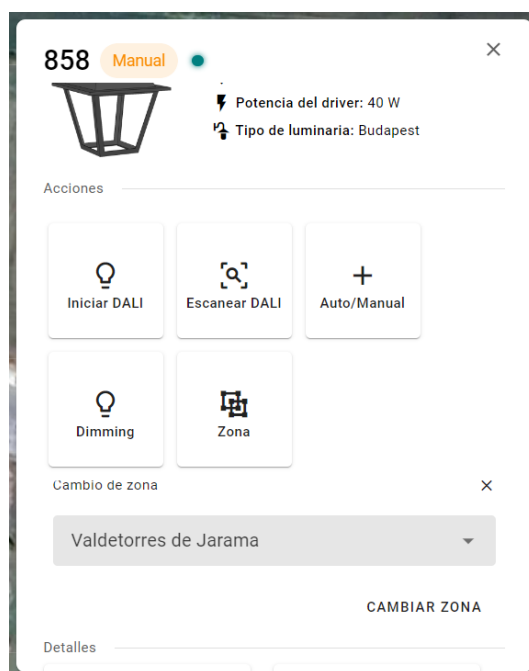 858 Manual
Potencia del driver: 40 W
Tipo de luminaria: Budapest
Acciones
Iniciar DALI Escanear DALI Auto/Manual
Dimming Zona
Cambio de zona
Valdetorres de Jarama
CAMBIAR ZONA
Detalles